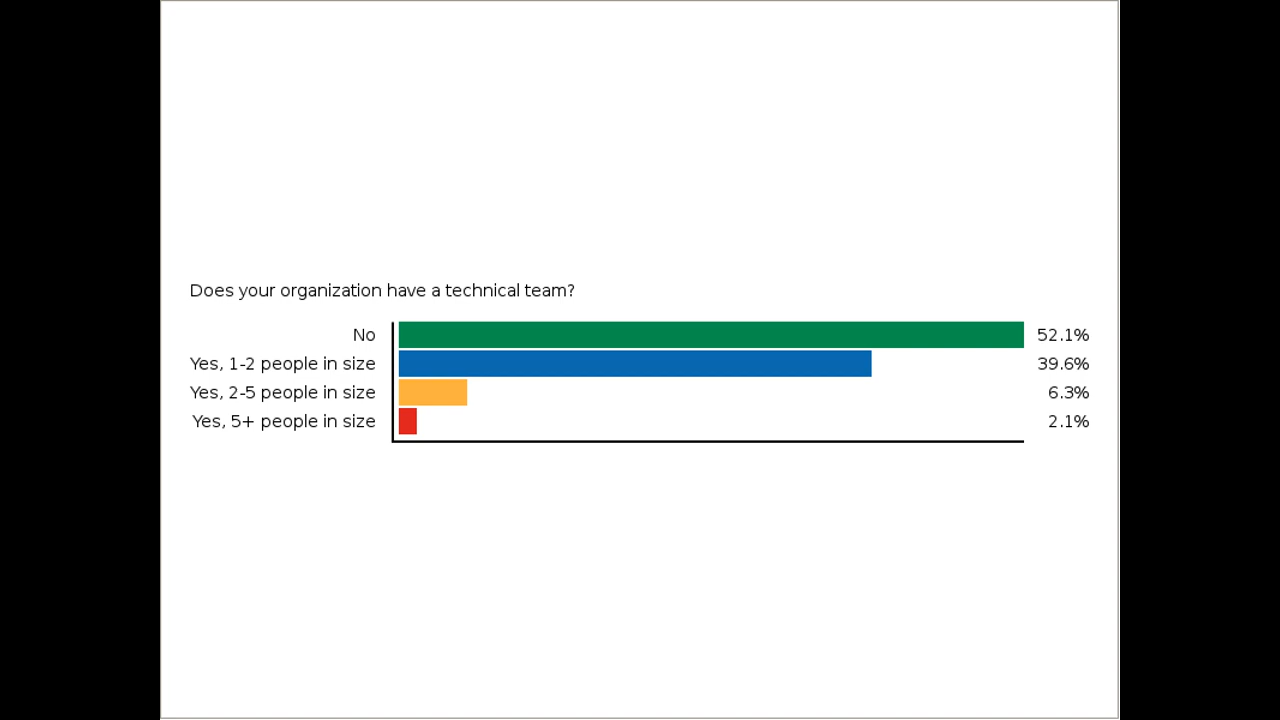 Does your organization have a technical team?
No 52.1%
Yes, 1-2 people in size 39.6%
Yes, 2-5 people in size 6.3%
Yes, 5+ people in size 2.1%